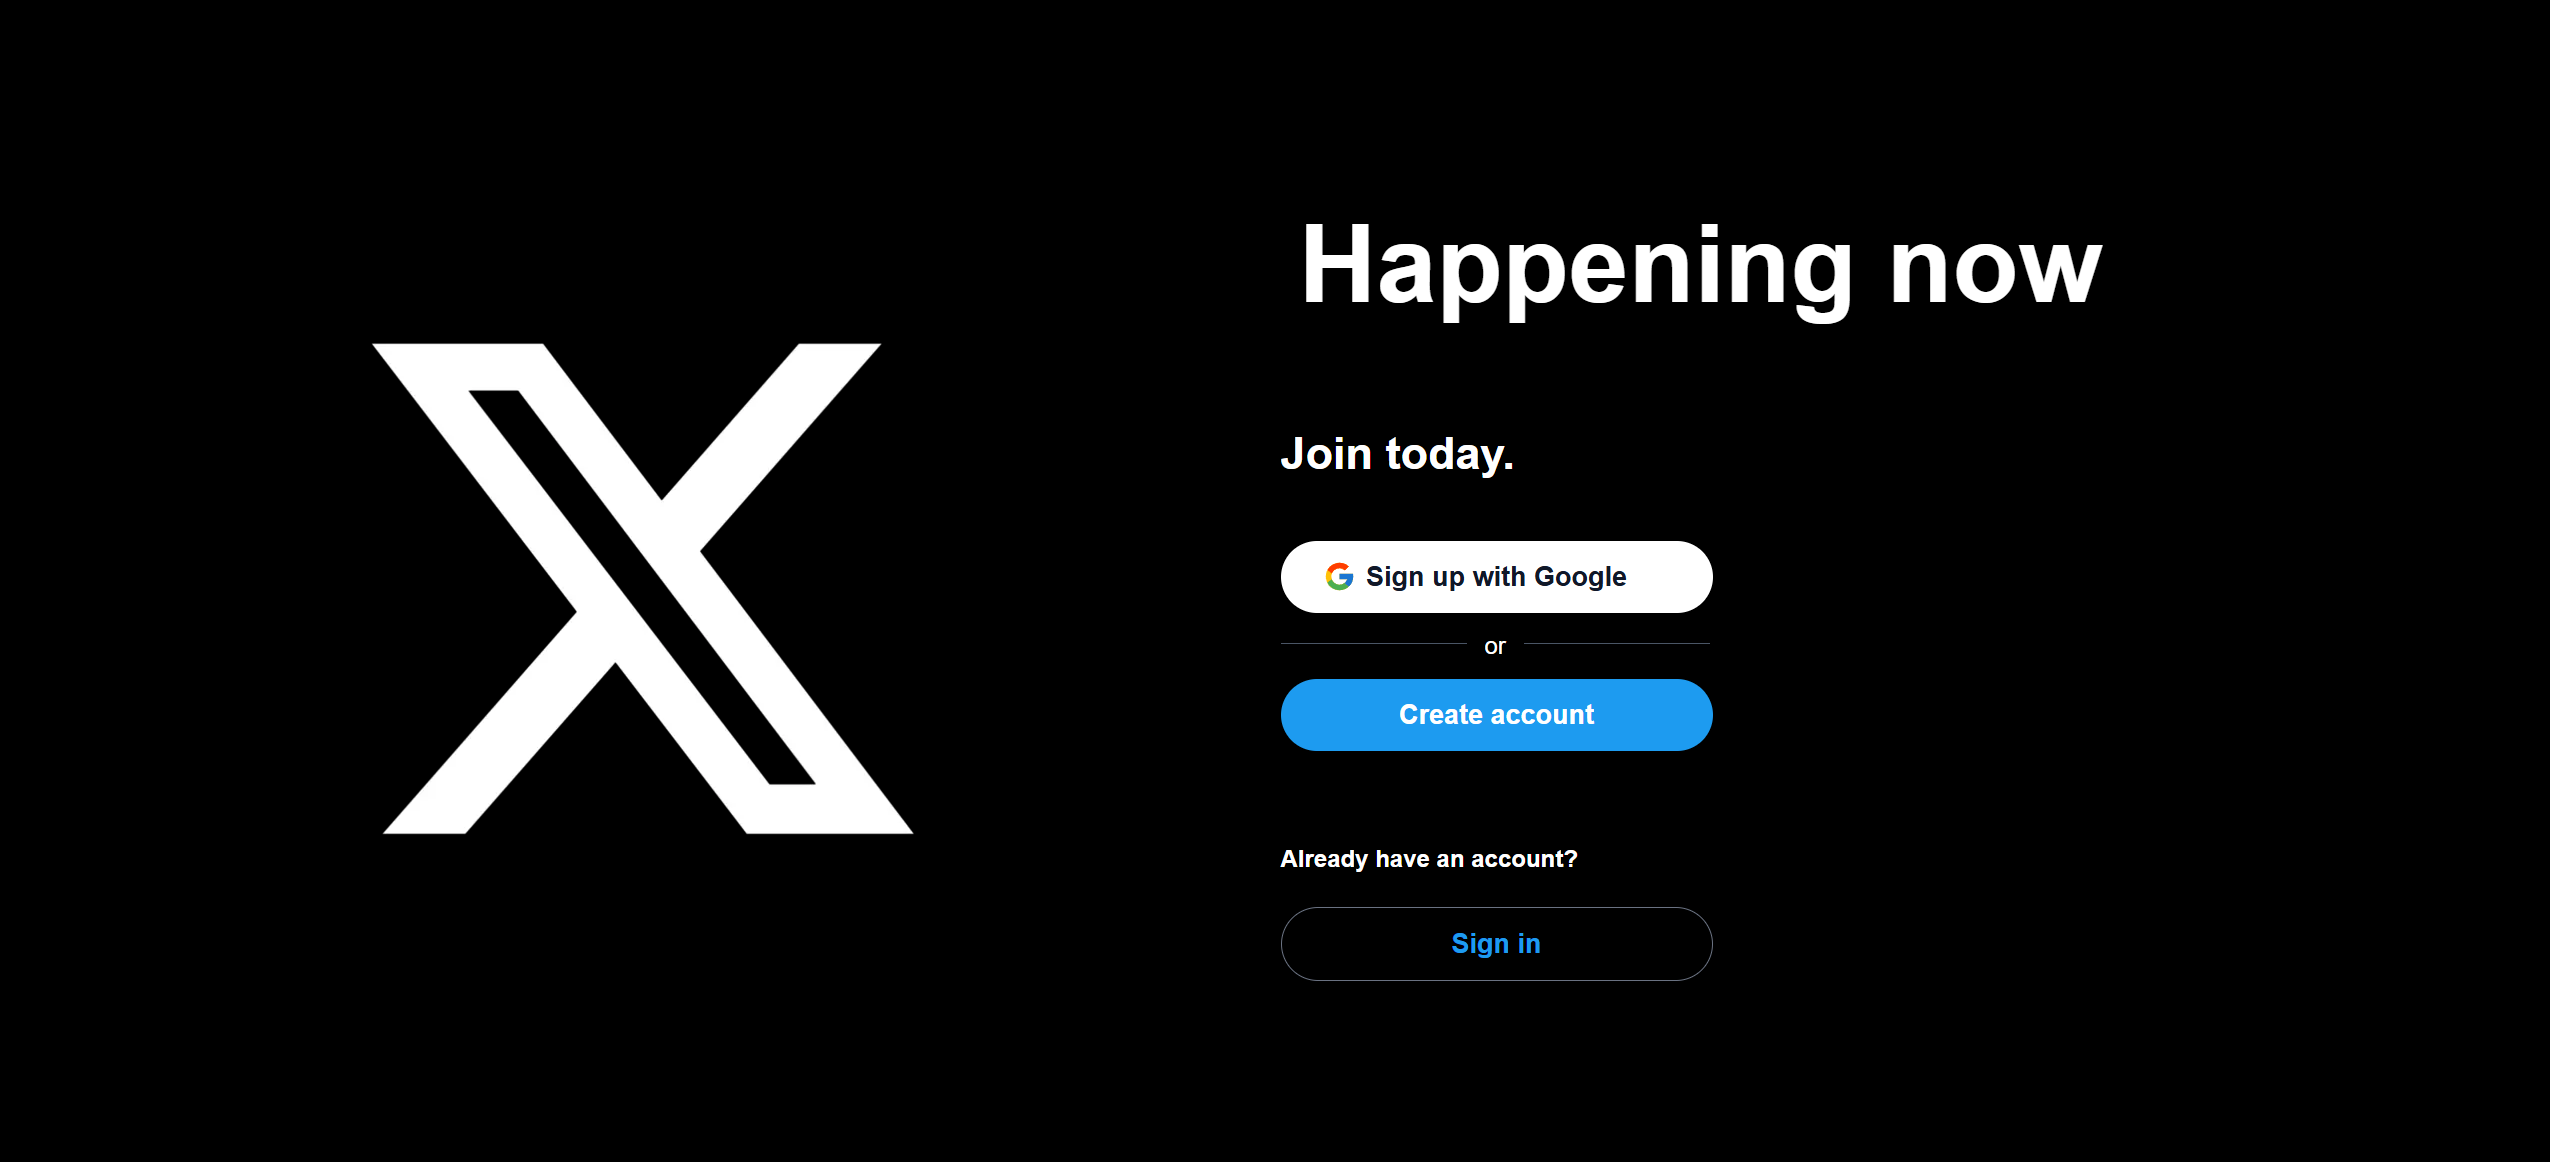 Happening now
Join today.
Sign up with Google
or
Create account
Already have an account?
Sign in